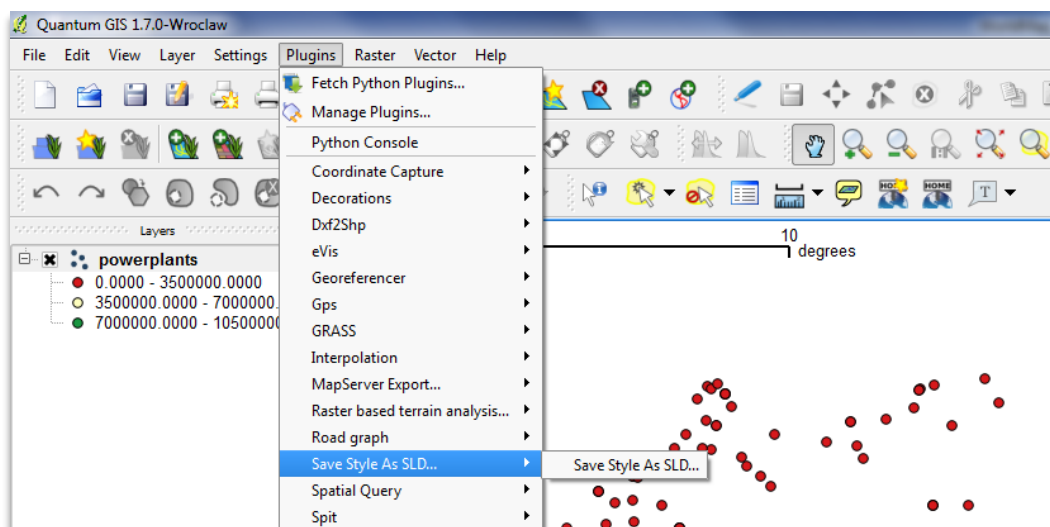 Quantum GIS 1.7.0-Wroclaw
File Edit View Layer Settings Plugins Raster Vector Help
Fetch Python Plugins...
Manage Plugins...
Python Console
Coordinate Capture
Decorations
Dxf2Shp
eVis
Georeferencer
Gps
GRASS
Interpolation
MapServer Export...
Raster based terrain analysis...
Road graph
Save Style As SLD...
Save Style As SLD...
Spatial Query
Spit
HOME
HOME
T
Layers
powerplants
0.0000 - 3500000.0000
3500000.0000 - 7000000.
7000000.0000 - 1050000
10
degrees